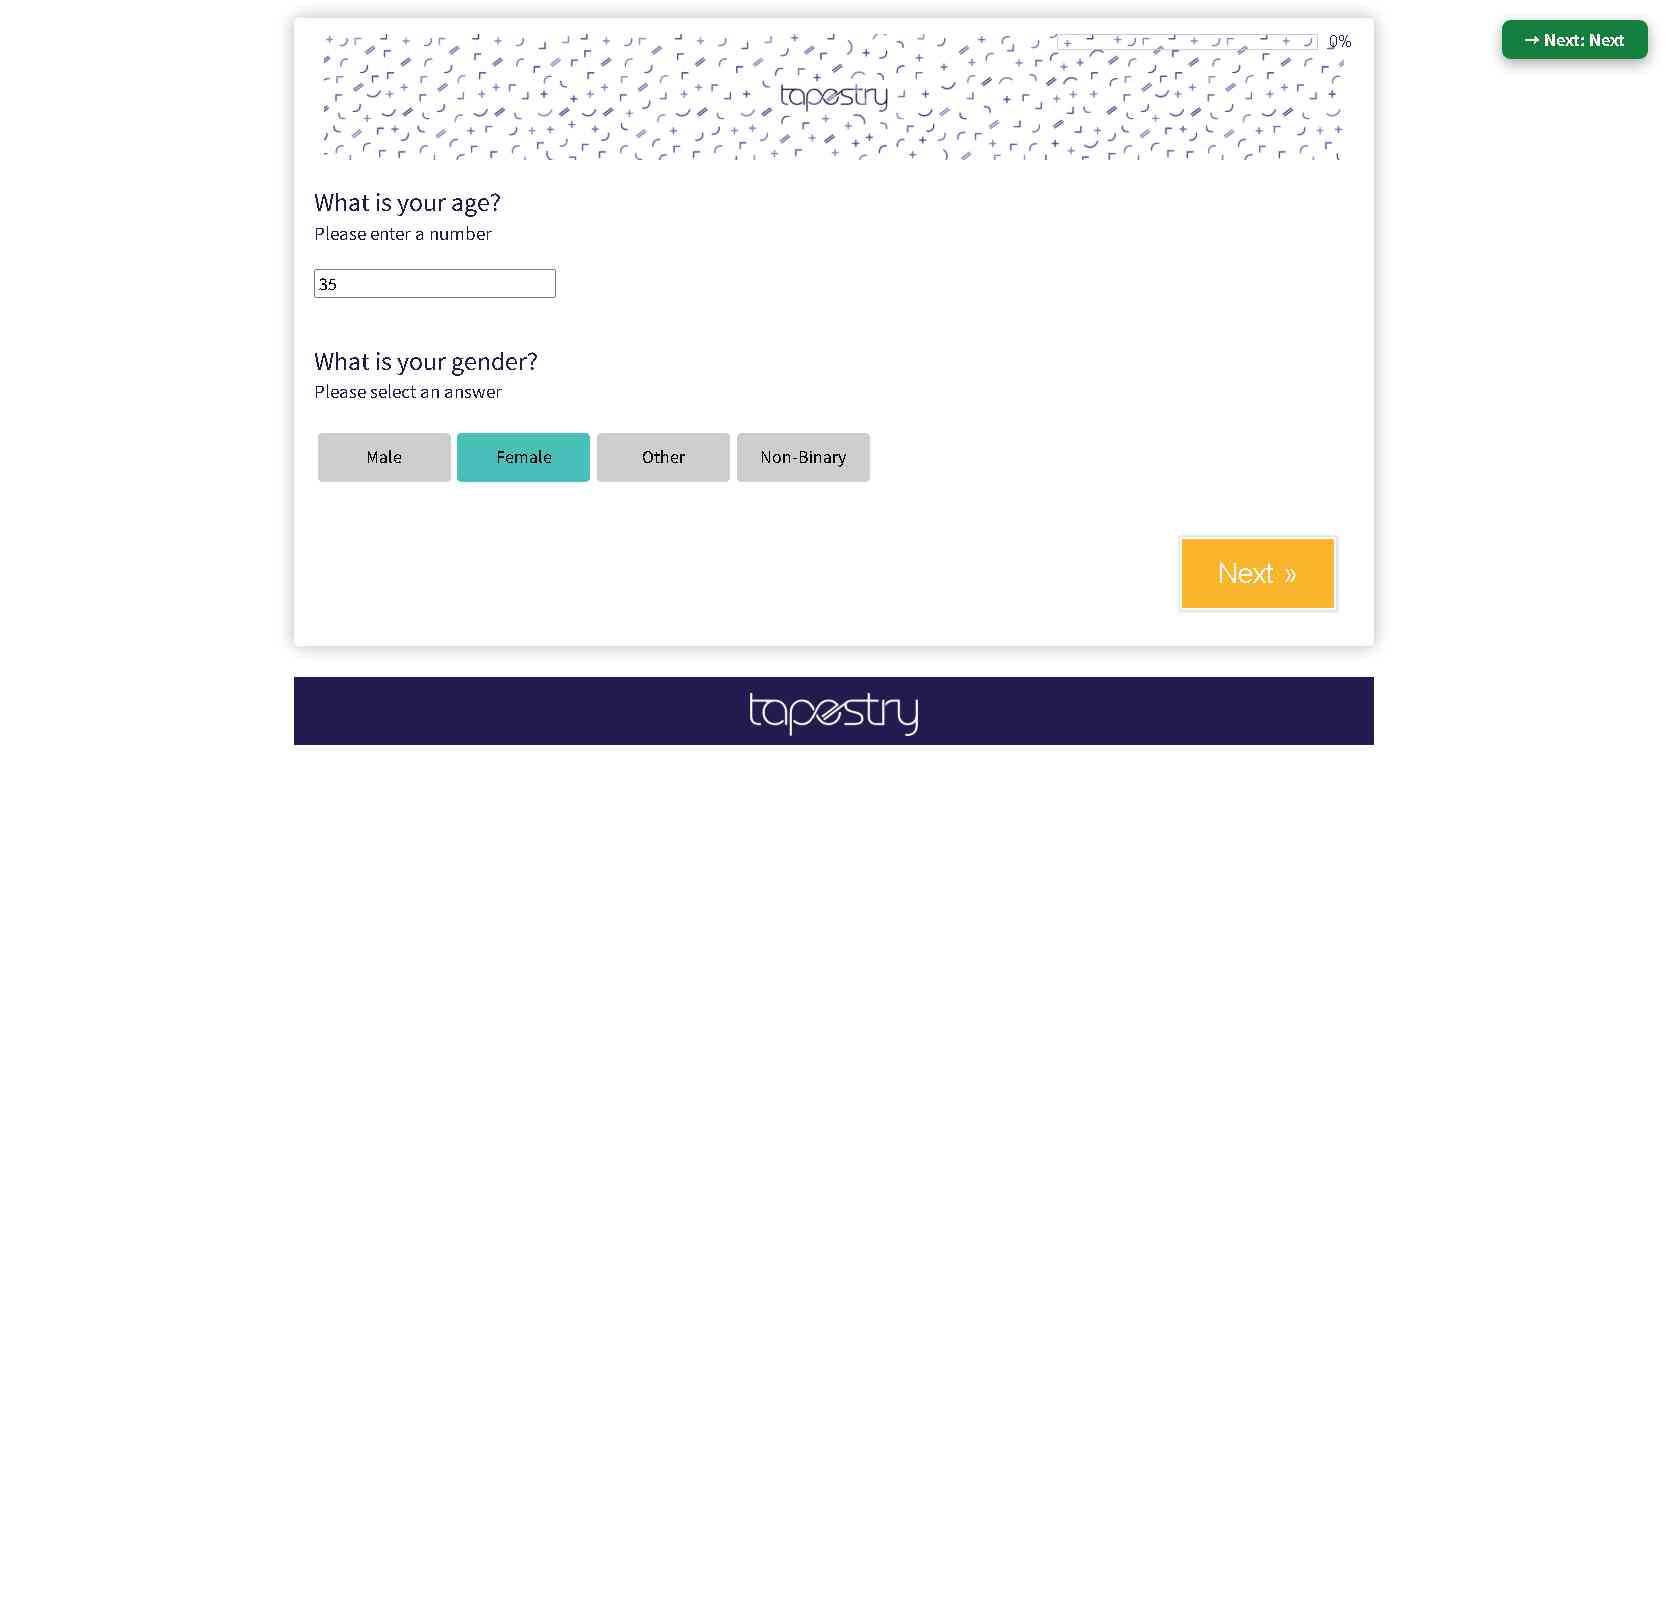 0%
→ Next: Next
tapestry
What is your age?
Please enter a number
35
What is your gender?
Please select an answer
Male Female Other Non-Binary
Next »
tapestry